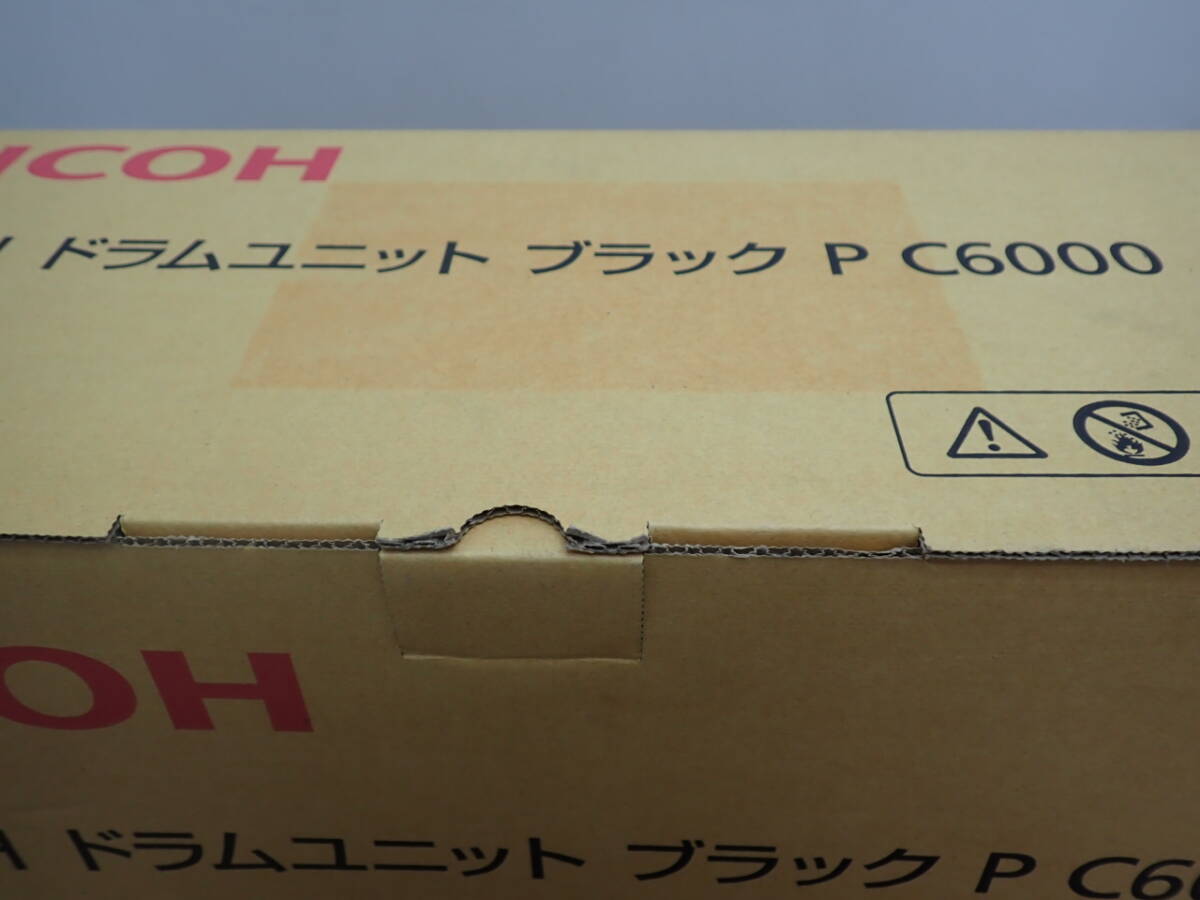 RICOH
H ドラムユニット ブラック P C6000
OH
H ドラムユニット ブラック P C60